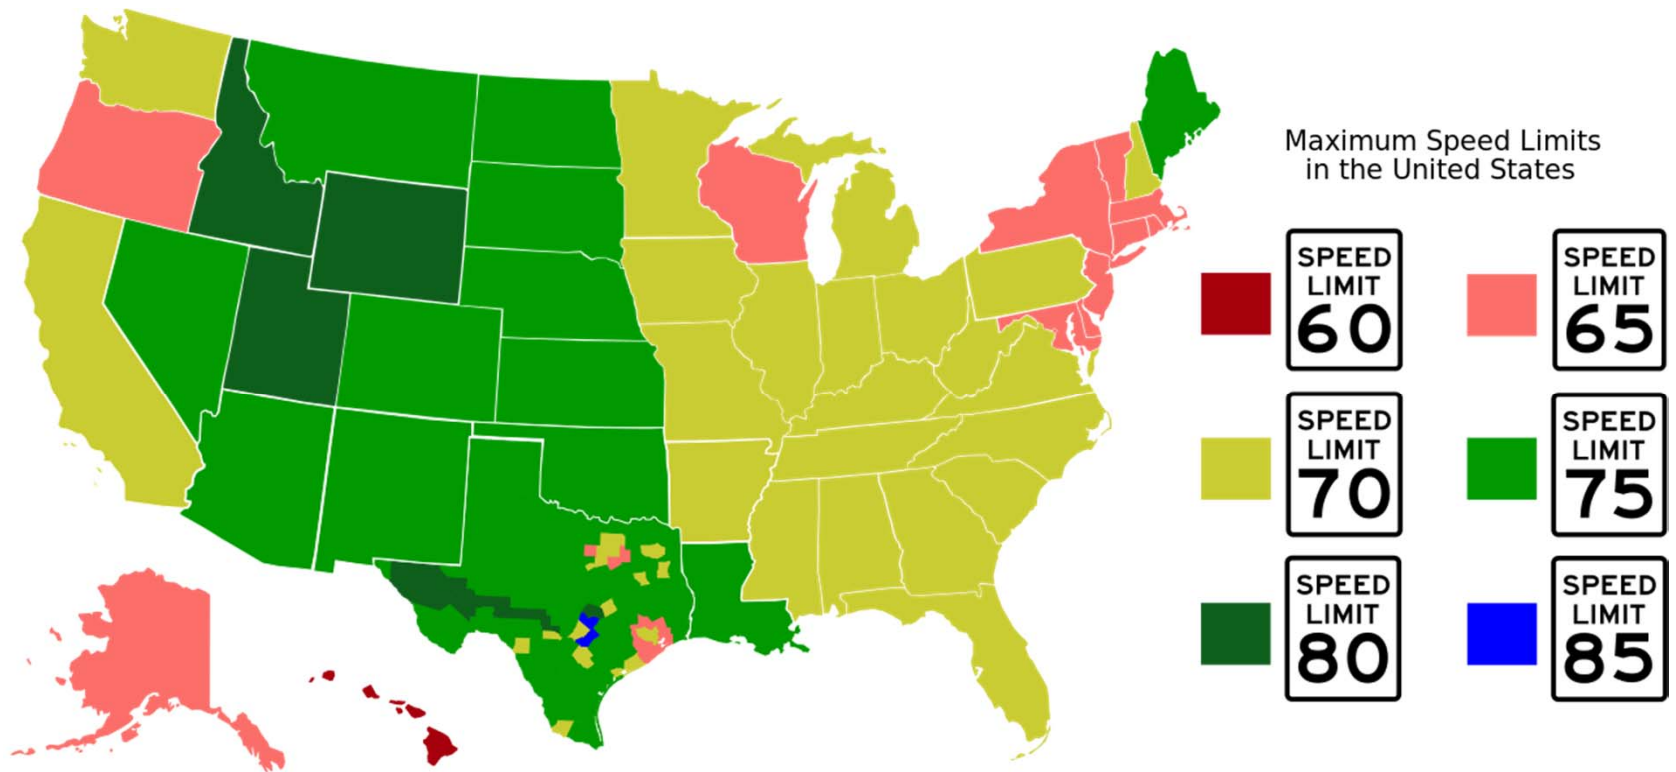 Maximum Speed Limits
in the United States
SPEED
LIMIT
60
SPEED
LIMIT
65
SPEED
LIMIT
70
SPEED
LIMIT
75
SPEED
LIMIT
80
SPEED
LIMIT
85